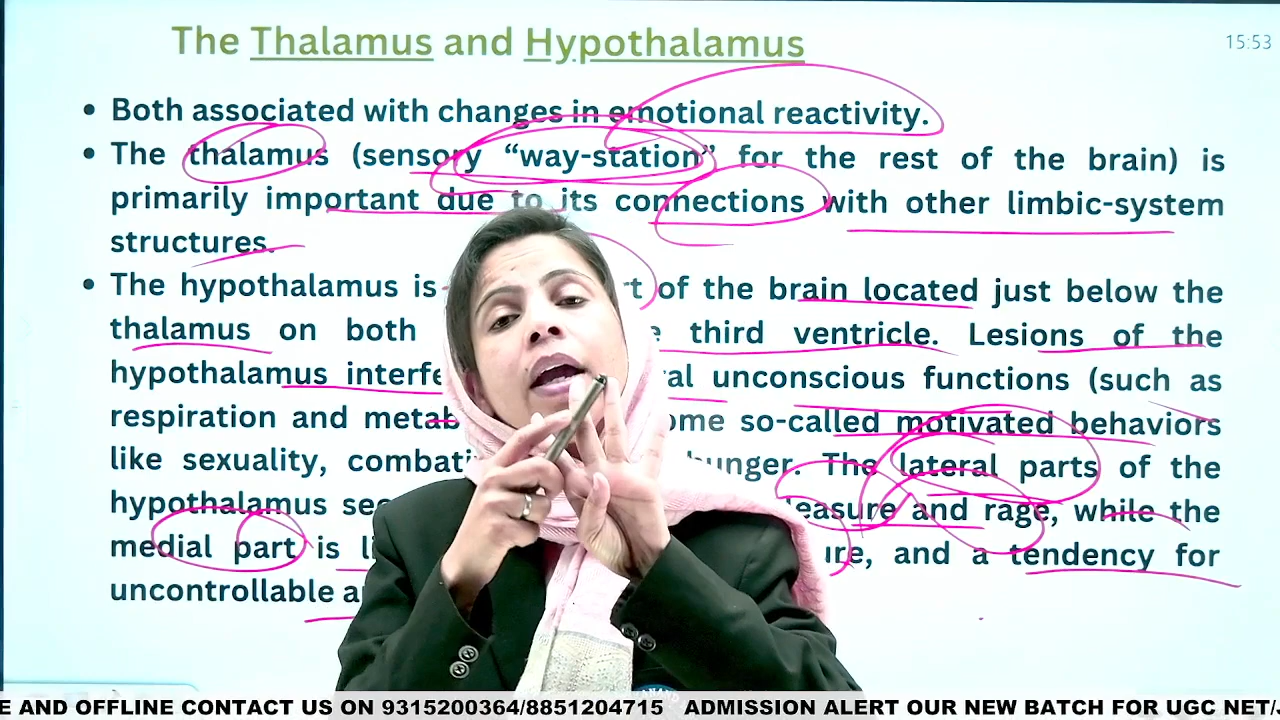 The Thalamus and Hypothalamus
15:53
• Both associated with changes in emotional reactivity.
• The thalamus (sensory “way-station” for the rest of the brain) is
primarily important due to its connections with other limbic-system
structures.
• The hypothalamus is of the brain located just below the
thalamus on both third ventricle. Lesions of the
hypothalamus unconscious functions (such as
respiration and so-called motivated behaviors
like sexuality, hunger. The lateral parts of the
hypothalamus and rage, while the
medial part is and a tendency for
uncontrollable
E AND OFFLINE CONTACT US ON 9315200364/8851204715 ADMISSION ALERT OUR NEW BATCH FOR UGC NET/